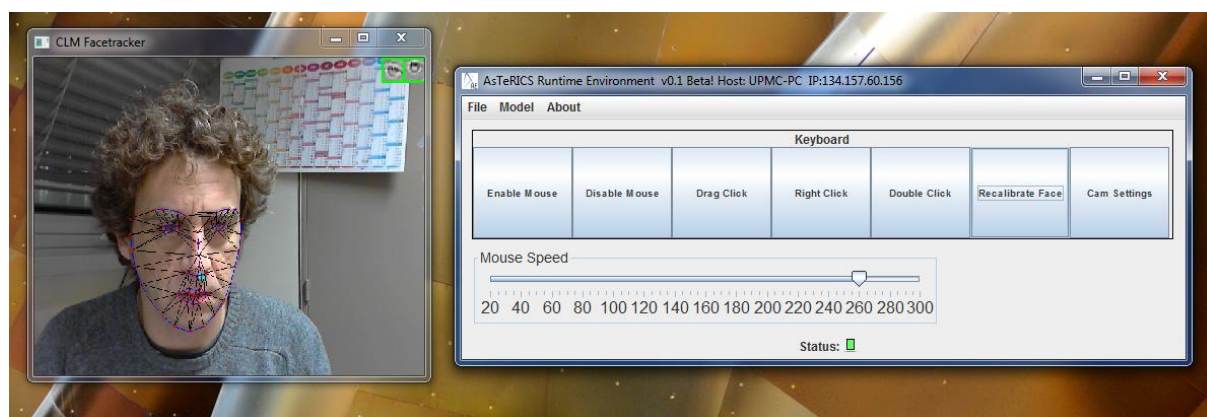 CLM Facetracker
AsTeRICS Runtime Environment v0.1 Beta! Host: UPMC-PC IP:134.157.60.156
File Model About
Keyboard
Enable Mouse Disable Mouse Drag Click Right Click Double Click Recalibrate Face Cam Settings
Mouse Speed
20 40 60 80 100 120 140 160 180 200 220 240 260 280 300
Status: